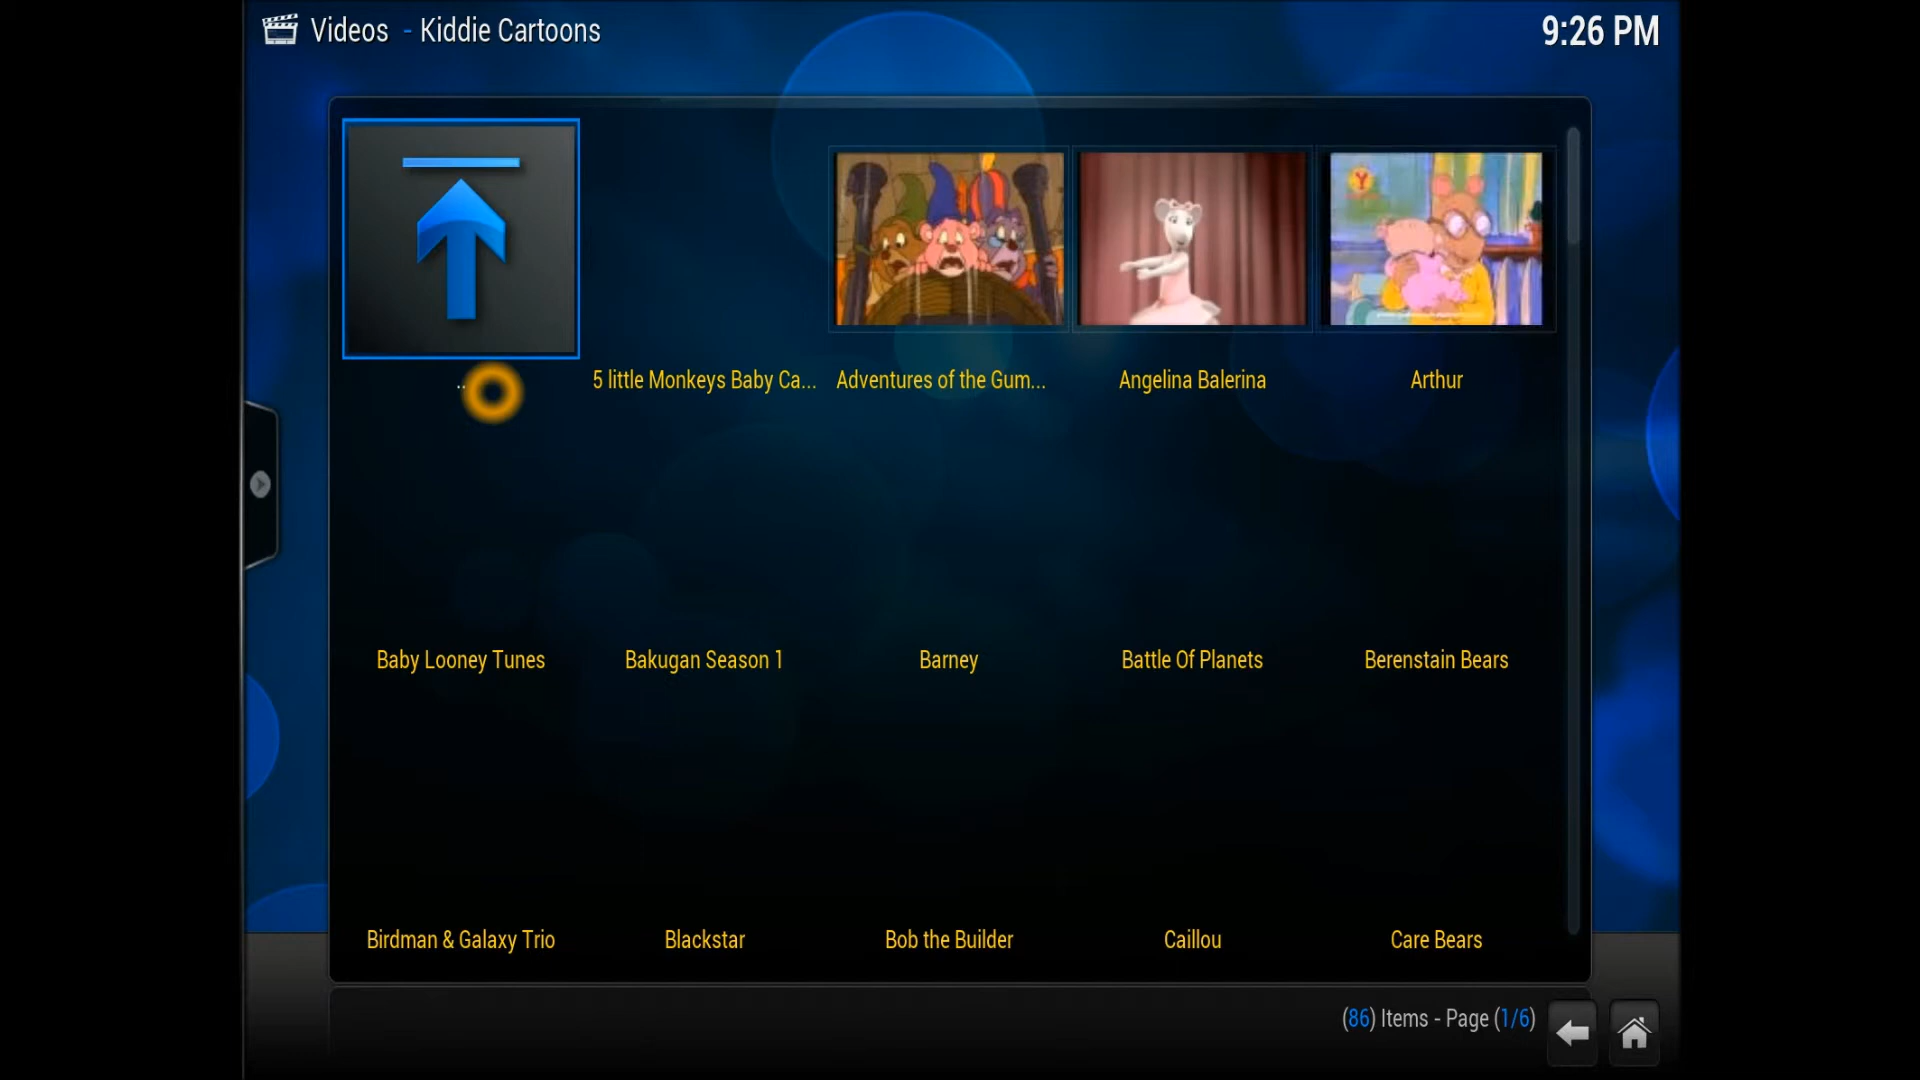 Videos - Kiddie Cartoons
9:26 PM
Y
..
5 little Monkeys Baby Ca...
Adventures of the Gum...
Angelina Balerina
Arthur
Baby Looney Tunes
Bakugan Season 1
Barney
Battle Of Planets
Berenstain Bears
Birdman & Galaxy Trio
Blackstar
Bob the Builder
Caillou
Care Bears
(86) Items - Page (1/6)